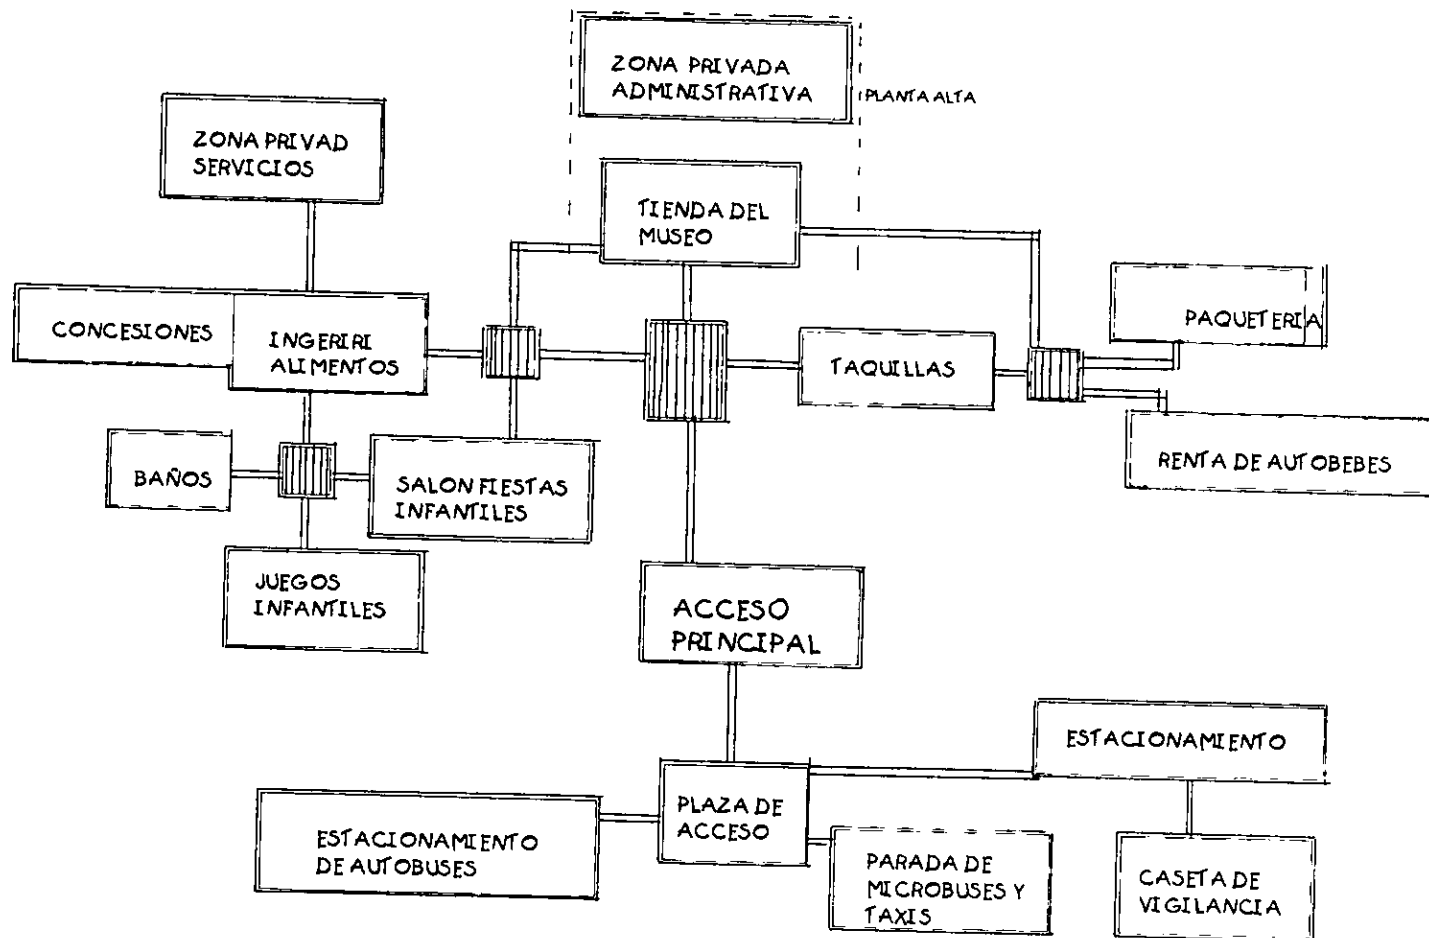 ZONA PRIVADA
ADMINISTRATIVA
PLANTA ALTA
ZONA PRIVAD
SERVICIOS
TIENDA DEL
MUSEO
CONCESIONES
INGERIRI
ALIMENTOS
TAQUILLAS
PAQUETERIA
BAÑOS
SALON FIESTAS
INFANTILES
RENTA DE AUTOBEBES
JUEGOS
INFANTILES
ACCESO
PRINCIPAL
ESTACIONAMIENTO
PLAZA DE
ACCESO
ESTACIONAMIENTO
DE AUTOBUSES
PARADA DE
MICROBUSES Y
TAXIS
CASETA DE
VIGILANCIA